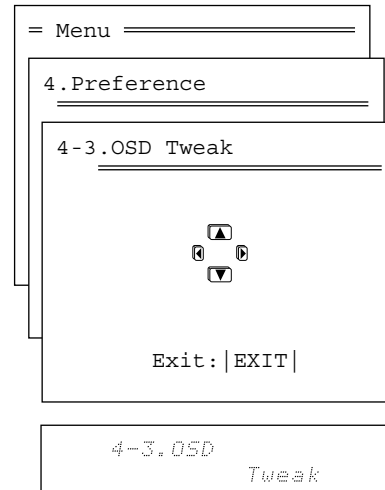 = Menu
4.Preference
4-3.OSD Tweak
Exit:|EXIT|
4-3.OSD
Tweak